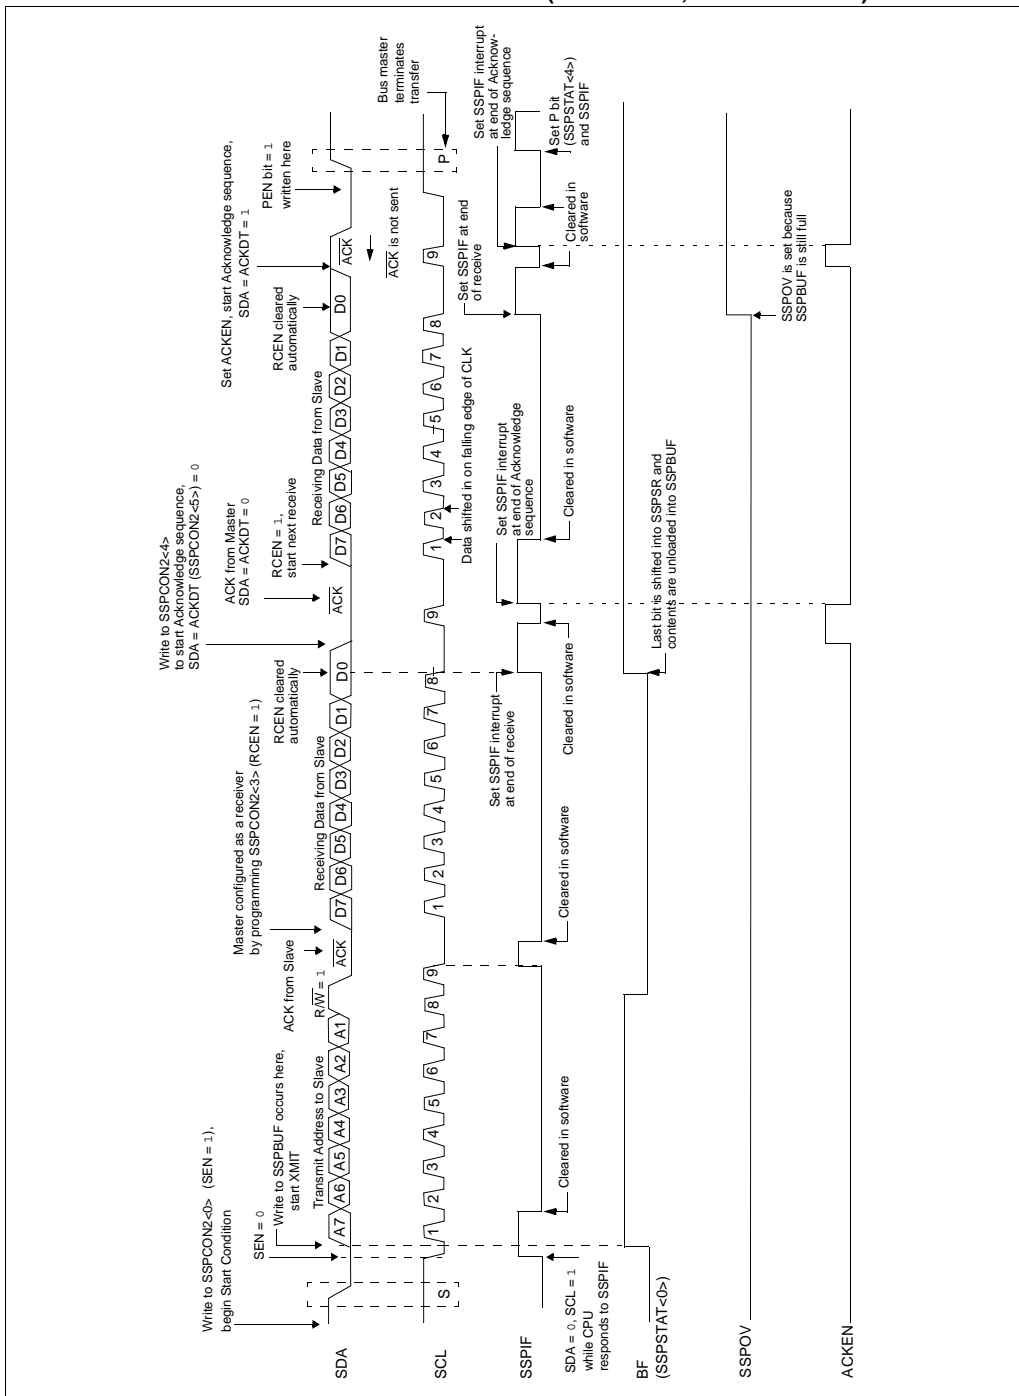 Write to SSPCON2<0> (SEN = 1),
begin Start Condition
SEN = 0
Write to SSPBUF occurs here,
start XMIT
ACK from Slave
Master configured as a receiver
by programming SSPCON2<3> (RCEN = 1)
RCEN cleared
automatically
Write to SSPCON2<4>
to start Acknowledge sequence,
SDA = ACKDT (SSPCON2<5>) = 0
ACK from Master
SDA = ACKDT = 0
RCEN = 1,
start next receive
RCEN cleared
automatically
Set ACKEN, start Acknowledge sequence,
SDA = ACKDT = 1
PEN bit = 1
written here
Transmit Address to Slave
R/W = 1
Receiving Data from Slave
Receiving Data from Slave
SDA
A7 A6 A5 A4 A3 A2 A1
ACK
D7 D6 D5 D4 D3 D2 D1 D0
ACK
D7 D6 D5 D4 D3 D2 D1 D0
ACK
ACK is not sent
Bus master
terminates
transfer
SCL
S
1 2 3 4 5 6 7 8 9
1 2 3 4 5 6 7 8 9
1 2 3 4 5 6 7 8 9
P
Data shifted in on falling edge of CLK
Set SSPIF interrupt
at end of receive
Set SSPIF interrupt
at end of Acknowledge
sequence
Set SSPIF at end
of receive
Set SSPIF interrupt
at end of Acknow-
ledge sequence
SSPIF
SDA = 0, SCL = 1
while CPU
responds to SSPIF
Cleared in software
Cleared in software
Cleared in software
Cleared in software
Cleared in software
Cleared in
software
Set P bit
(SSPSTAT<4>)
and SSPIF
BF
(SSPSTAT<0>)
Last bit is shifted into SSPSR and
contents are unloaded into SSPBUF
SSPOV
SSPOV is set because
SSPBUF is still full
ACKEN